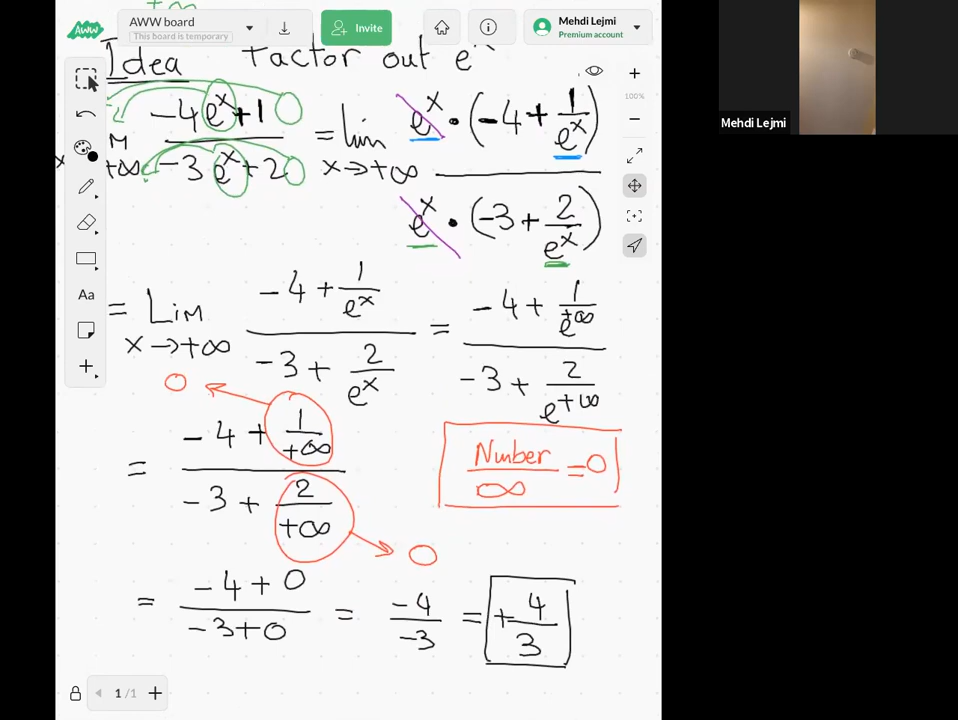 +∞
AWW
AWW board
This board is temporary
Invite
Mehdi Lejmi
Premium account
Idea Factor out e^x
100%
-4e^x+1 / -3e^x+2 = lim x→+∞ e^x • (-4 + 1/e^x) / e^x • (-3 + 2/e^x)
Aa
= Lim x→+∞ (-4 + 1/e^x) / (-3 + 2/e^x) = (-4 + 1/e^+∞) / (-3 + 2/e^+∞)
0
= (-4 + 1/+∞) / (-3 + 2/+∞)
Number/∞ = 0
0
= (-4+0) / (-3+0) = -4/-3 = +4/3
1/1
Mehdi Lejmi